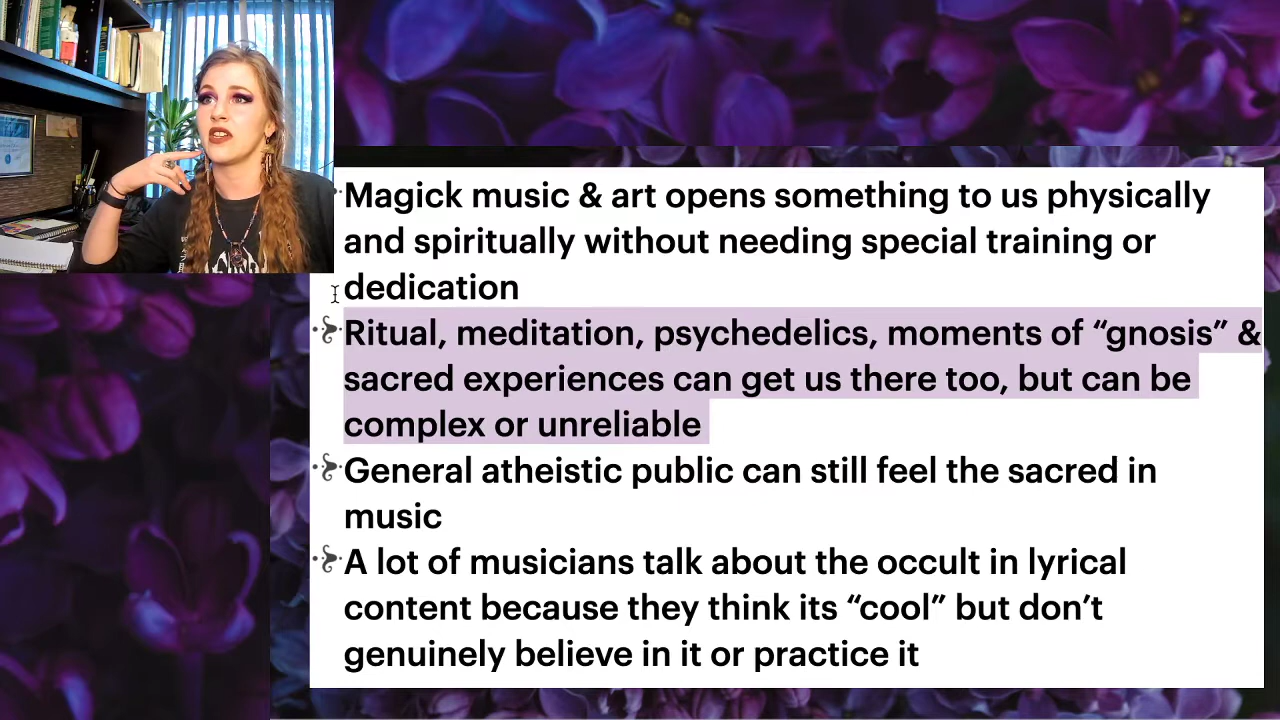 Magick music & art opens something to us physically
and spiritually without needing special training or
dedication
Ritual, meditation, psychedelics, moments of “gnosis” &
sacred experiences can get us there too, but can be
complex or unreliable
General atheistic public can still feel the sacred in
music
A lot of musicians talk about the occult in lyrical
content because they think its “cool” but don’t
genuinely believe in it or practice it